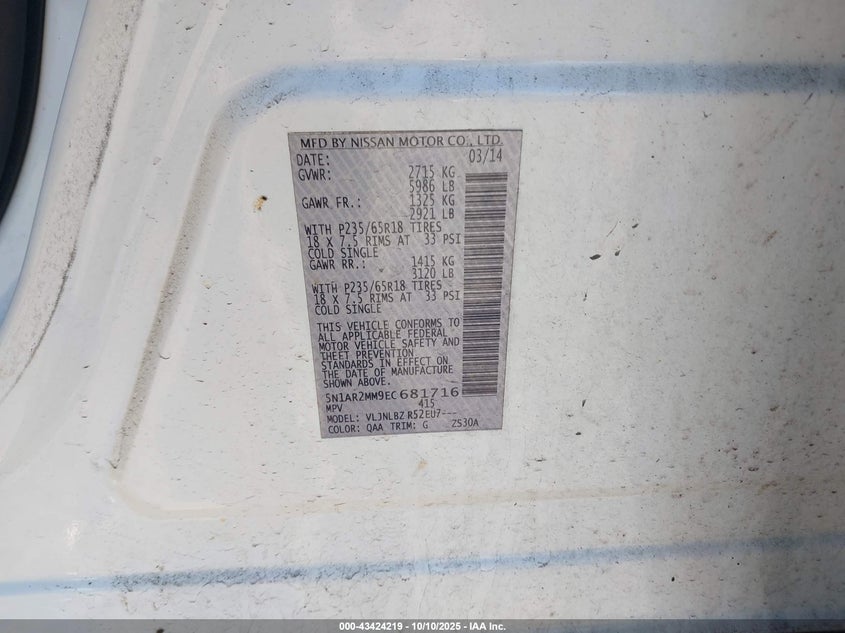 MFD BY NISSAN MOTOR CO., LTD.
DATE: 03/14
GVWR: 2715 KG
5986 LB
GAWR FR.: 1325 KG
2921 LB
WITH P235/65R18 TIRES
18 X 7.5 RIMS AT 33 PSI
COLD SINGLE
GAWR RR.: 1415 KG
3120 LB
WITH P235/65R18 TIRES
18 X 7.5 RIMS AT 33 PSI
COLD SINGLE
THIS VEHICLE CONFORMS TO
ALL APPLICABLE FEDERAL
MOTOR VEHICLE SAFETY AND
THEFT PREVENTION
STANDARDS IN EFFECT ON
THE DATE OF MANUFACTURE
SHOWN ABOVE.
5N1AR2MM9EC681716
MPV 415
MODEL: VLJNLBZ R52EU7---
COLOR: QAA TRIM: G Z530A
000-43424219 - 10/10/2025 - IAA Inc.